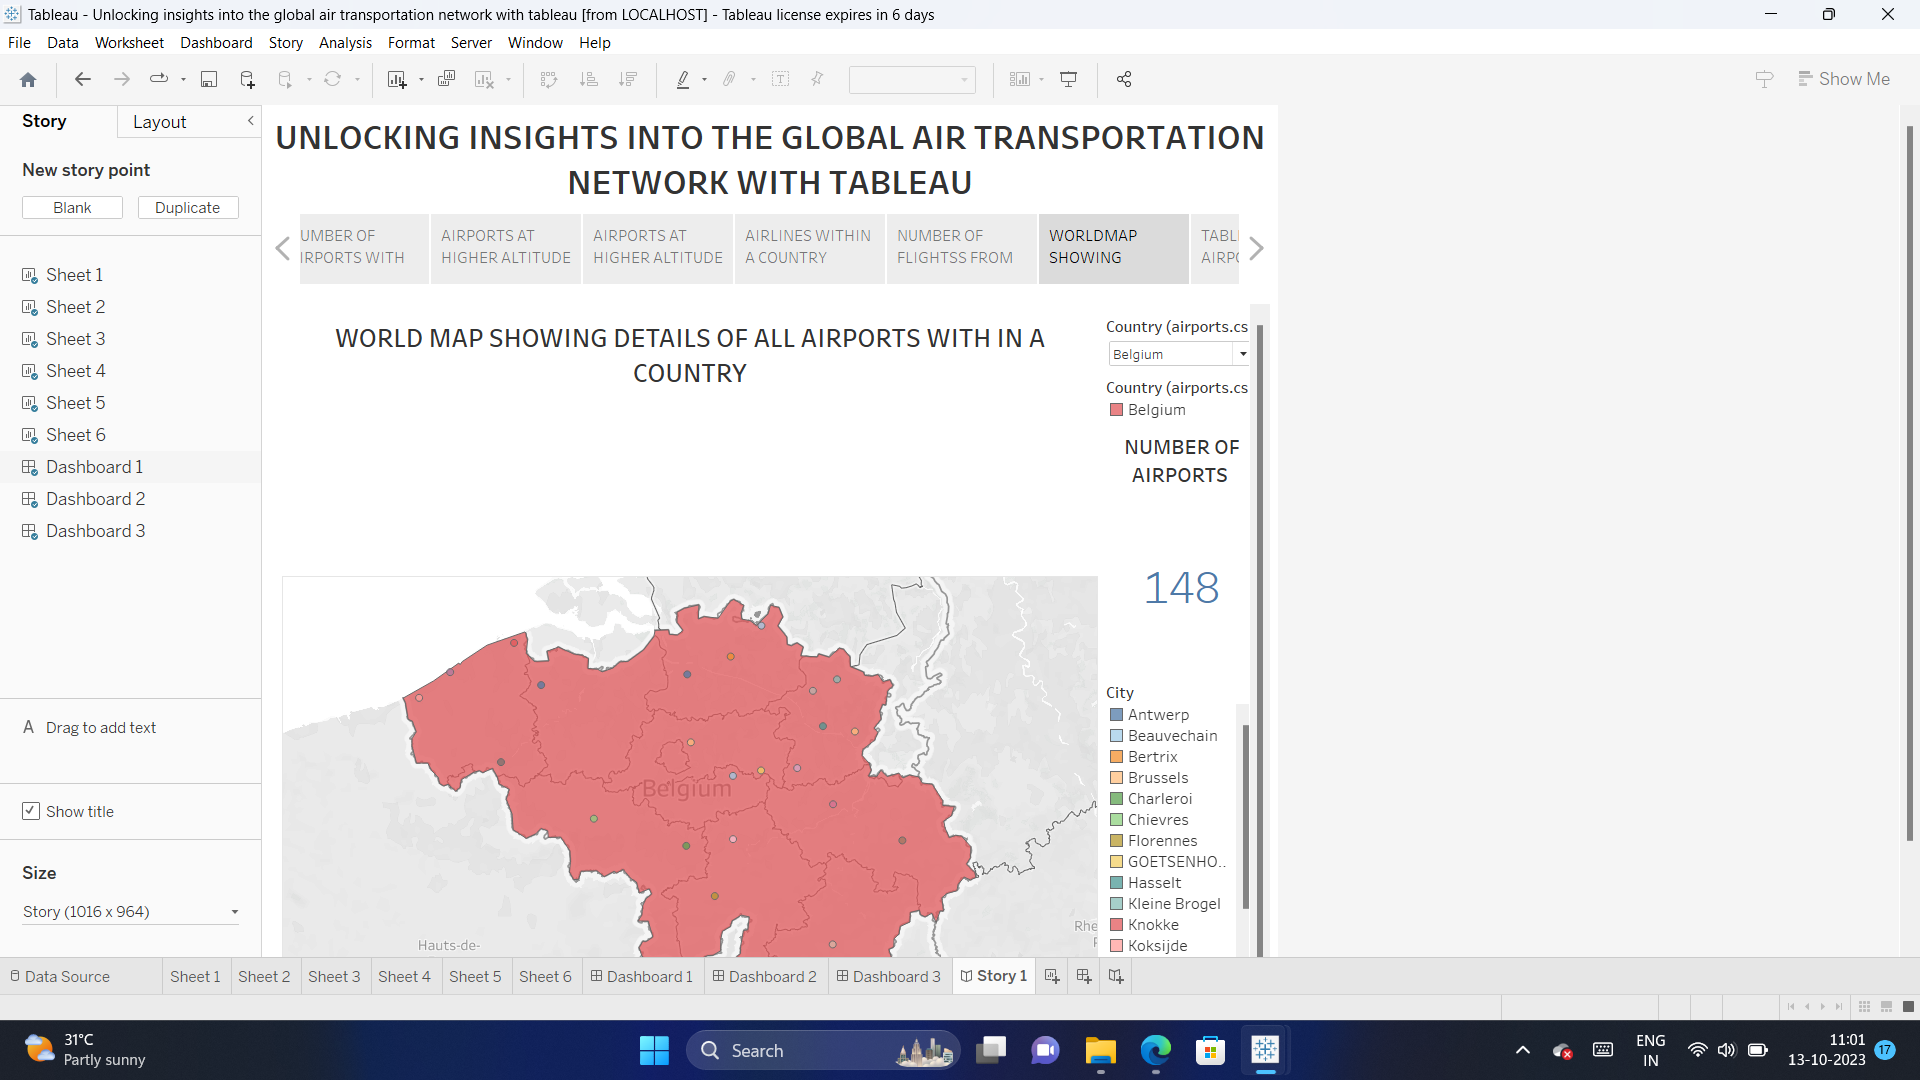 Tableau - Unlocking insights into the global air transportation network with tableau [from LOCALHOST] - Tableau license expires in 6 days
File Data Worksheet Dashboard Story Analysis Format Server Window Help
Show Me
Story Layout
New story point
Blank Duplicate
Sheet 1
Sheet 2
Sheet 3
Sheet 4
Sheet 5
Sheet 6
Dashboard 1
Dashboard 2
Dashboard 3
A Drag to add text
Show title
Size
Story (1016 x 964)
UNLOCKING INSIGHTS INTO THE GLOBAL AIR TRANSPORTATION
NETWORK WITH TABLEAU
UMBER OF
IRPORTS WITH
AIRPORTS AT
HIGHER ALTITUDE
AIRPORTS AT
HIGHER ALTITUDE
AIRLINES WITHIN
A COUNTRY
NUMBER OF
FLIGHTSS FROM
WORLDMAP
SHOWING
TABL
AIRPO
WORLD MAP SHOWING DETAILS OF ALL AIRPORTS WITH IN A
COUNTRY
Country (airports.cs
Belgium
Country (airports.cs
Belgium
NUMBER OF
AIRPORTS
148
Belgium
Hauts-de-
Rhe
City
Antwerp
Beauvechain
Bertrix
Brussels
Charleroi
Chievres
Florennes
GOETSENHO..
Hasselt
Kleine Brogel
Knokke
Koksijde
Data Source Sheet 1 Sheet 2 Sheet 3 Sheet 4 Sheet 5 Sheet 6 Dashboard 1 Dashboard 2 Dashboard 3 Story 1
31°C
Partly sunny
Search
ENG
IN
11:01
13-10-2023
17